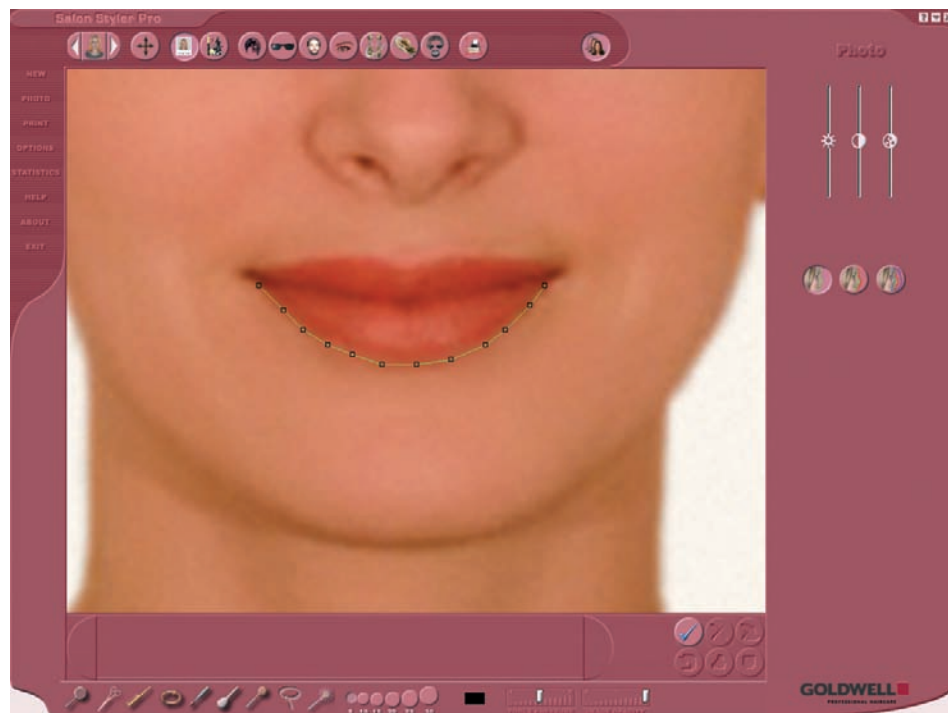 Salon Styler Pro
Photo
NEW
PHOTO
PRINT
OPTIONS
STATISTICS
HELP
ABOUT
EXIT
GOLDWELL
PROFESSIONAL HAIRCARE